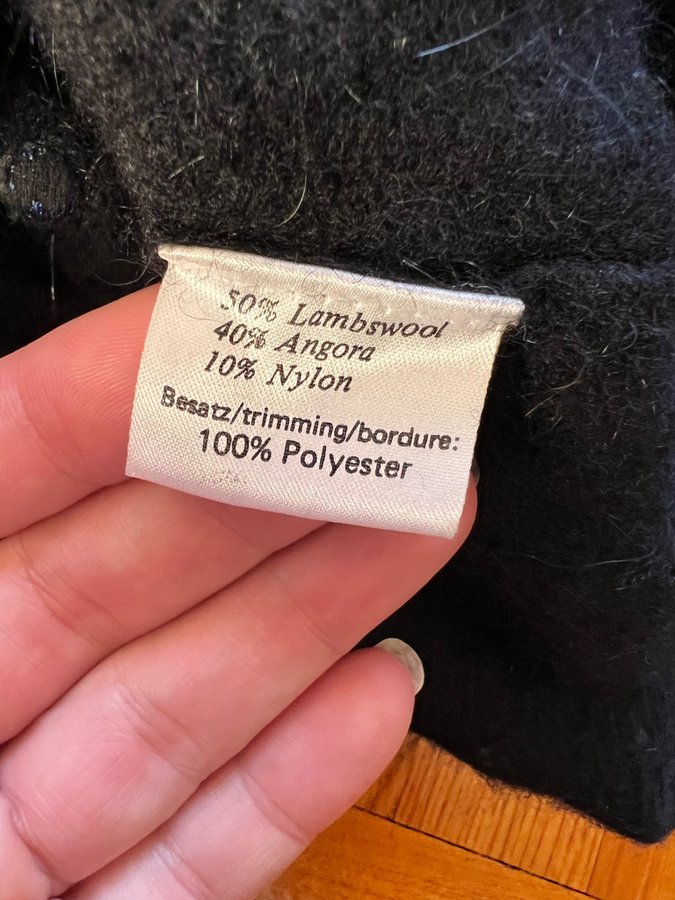 50% Lambswool
40% Angora
10% Nylon
Besatz/trimming/bordure:
100% Polyester